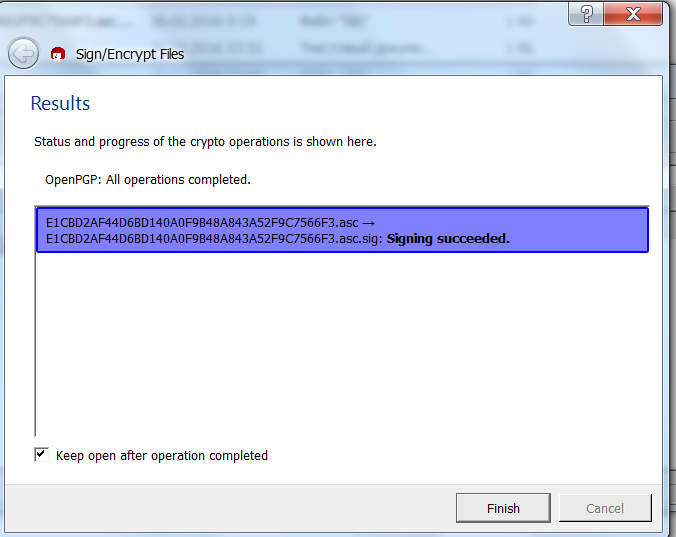 Sign/Encrypt Files
Results
Status and progress of the crypto operations is shown here.
OpenPGP: All operations completed.
E1CBD2AF44D6BD140A0F9B48A843A52F9C7566F3.asc →
E1CBD2AF44D6BD140A0F9B48A843A52F9C7566F3.asc.sig: Signing succeeded.
Keep open after operation completed
Finish
Cancel